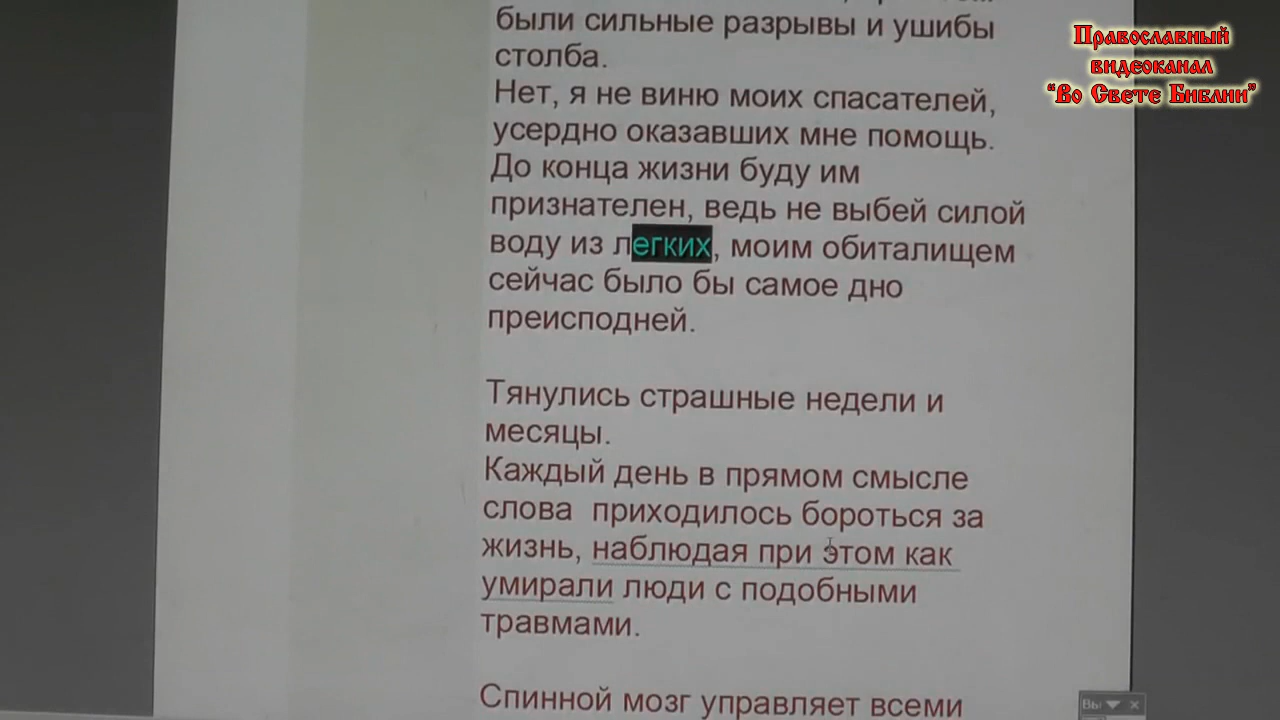 были сильные разрывы и ушибы
столба.
Нет, я не виню моих спасателей,
усердно оказавших мне помощь.
До конца жизни буду им
признателен, ведь не выбей силой
воду из легких, моим обиталищем
сейчас было бы самое дно
преисподней.
Тянулись страшные недели и
месяцы.
Каждый день в прямом смысле
слова приходилось бороться за
жизнь, наблюдая при этом как
умирали люди с подобными
травмами.
Спинной мозг управляет всеми
Православный
видеоканал
"Во Свете Библии"
Вы